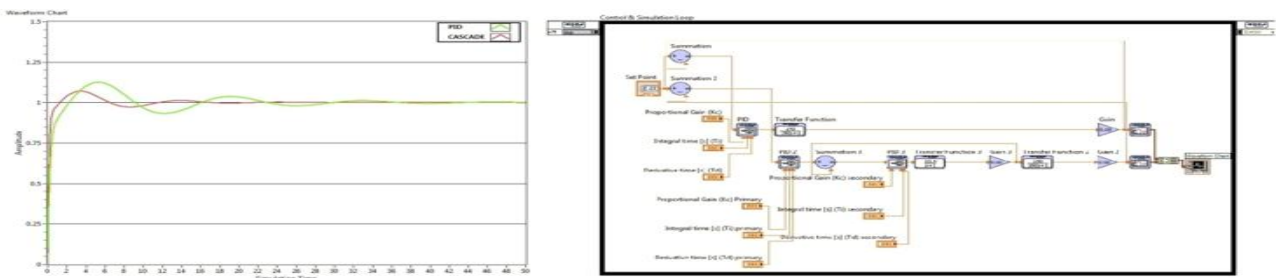 Waveform Chart
PID
CASCADE
1.5
1.25
1
0.75
0.5
0.25
0
Amplitude
0 2 4 6 8 10 12 14 16 18 20 22 24 26 28 30 32 34 36 38 40 42 44 46 48 50
Simulation Time
Control & Simulation Loop
Summation
Set Point
Summation 2
Proportional Gain (Kc)
PID
Transfer Function
Gain
Integral time [s] (Ti)
Derivative time [s] (Td)
PID 2
Summation 3
PID 3
Transfer Function 3
Gain 3
Transfer Function 2
Gain 2
Waveform Chart
Proportional Gain (Kc) secondary
Proportional Gain (Kc) Primary
Integral time [s] (Ti) secondary
Integral time [s] (Ti) primary
Derivative time [s] (Td) secondary
Derivative time [s] (Td) primary